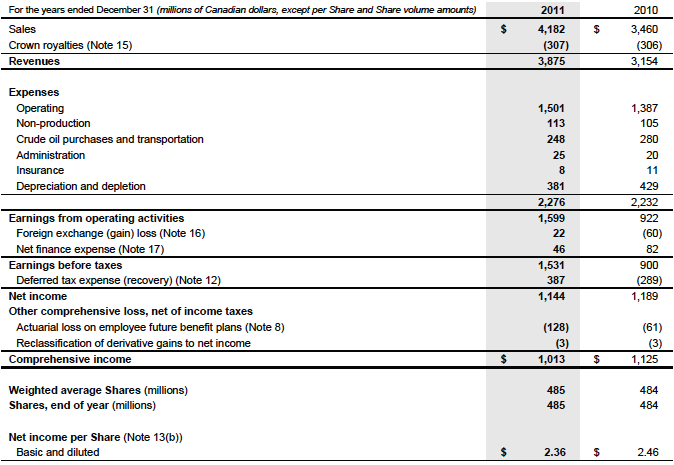 For the years ended December 31 (millions of Canadian dollars, except per Share and Share volume amounts) 2011 2010
Sales $ 4,182 $ 3,460
Crown royalties (Note 15) (307) (306)
Revenues 3,875 3,154
Expenses
Operating 1,501 1,387
Non-production 113 105
Crude oil purchases and transportation 248 280
Administration 25 20
Insurance 8 11
Depreciation and depletion 381 429
2,276 2,232
Earnings from operating activities 1,599 922
Foreign exchange (gain) loss (Note 16) 22 (60)
Net finance expense (Note 17) 46 82
Earnings before taxes 1,531 900
Deferred tax expense (recovery) (Note 12) 387 (289)
Net income 1,144 1,189
Other comprehensive loss, net of income taxes
Actuarial loss on employee future benefit plans (Note 8) (128) (61)
Reclassification of derivative gains to net income (3) (3)
Comprehensive income $ 1,013 $ 1,125
Weighted average Shares (millions) 485 484
Shares, end of year (millions) 485 484
Net income per Share (Note 13(b))
Basic and diluted $ 2.36 $ 2.46